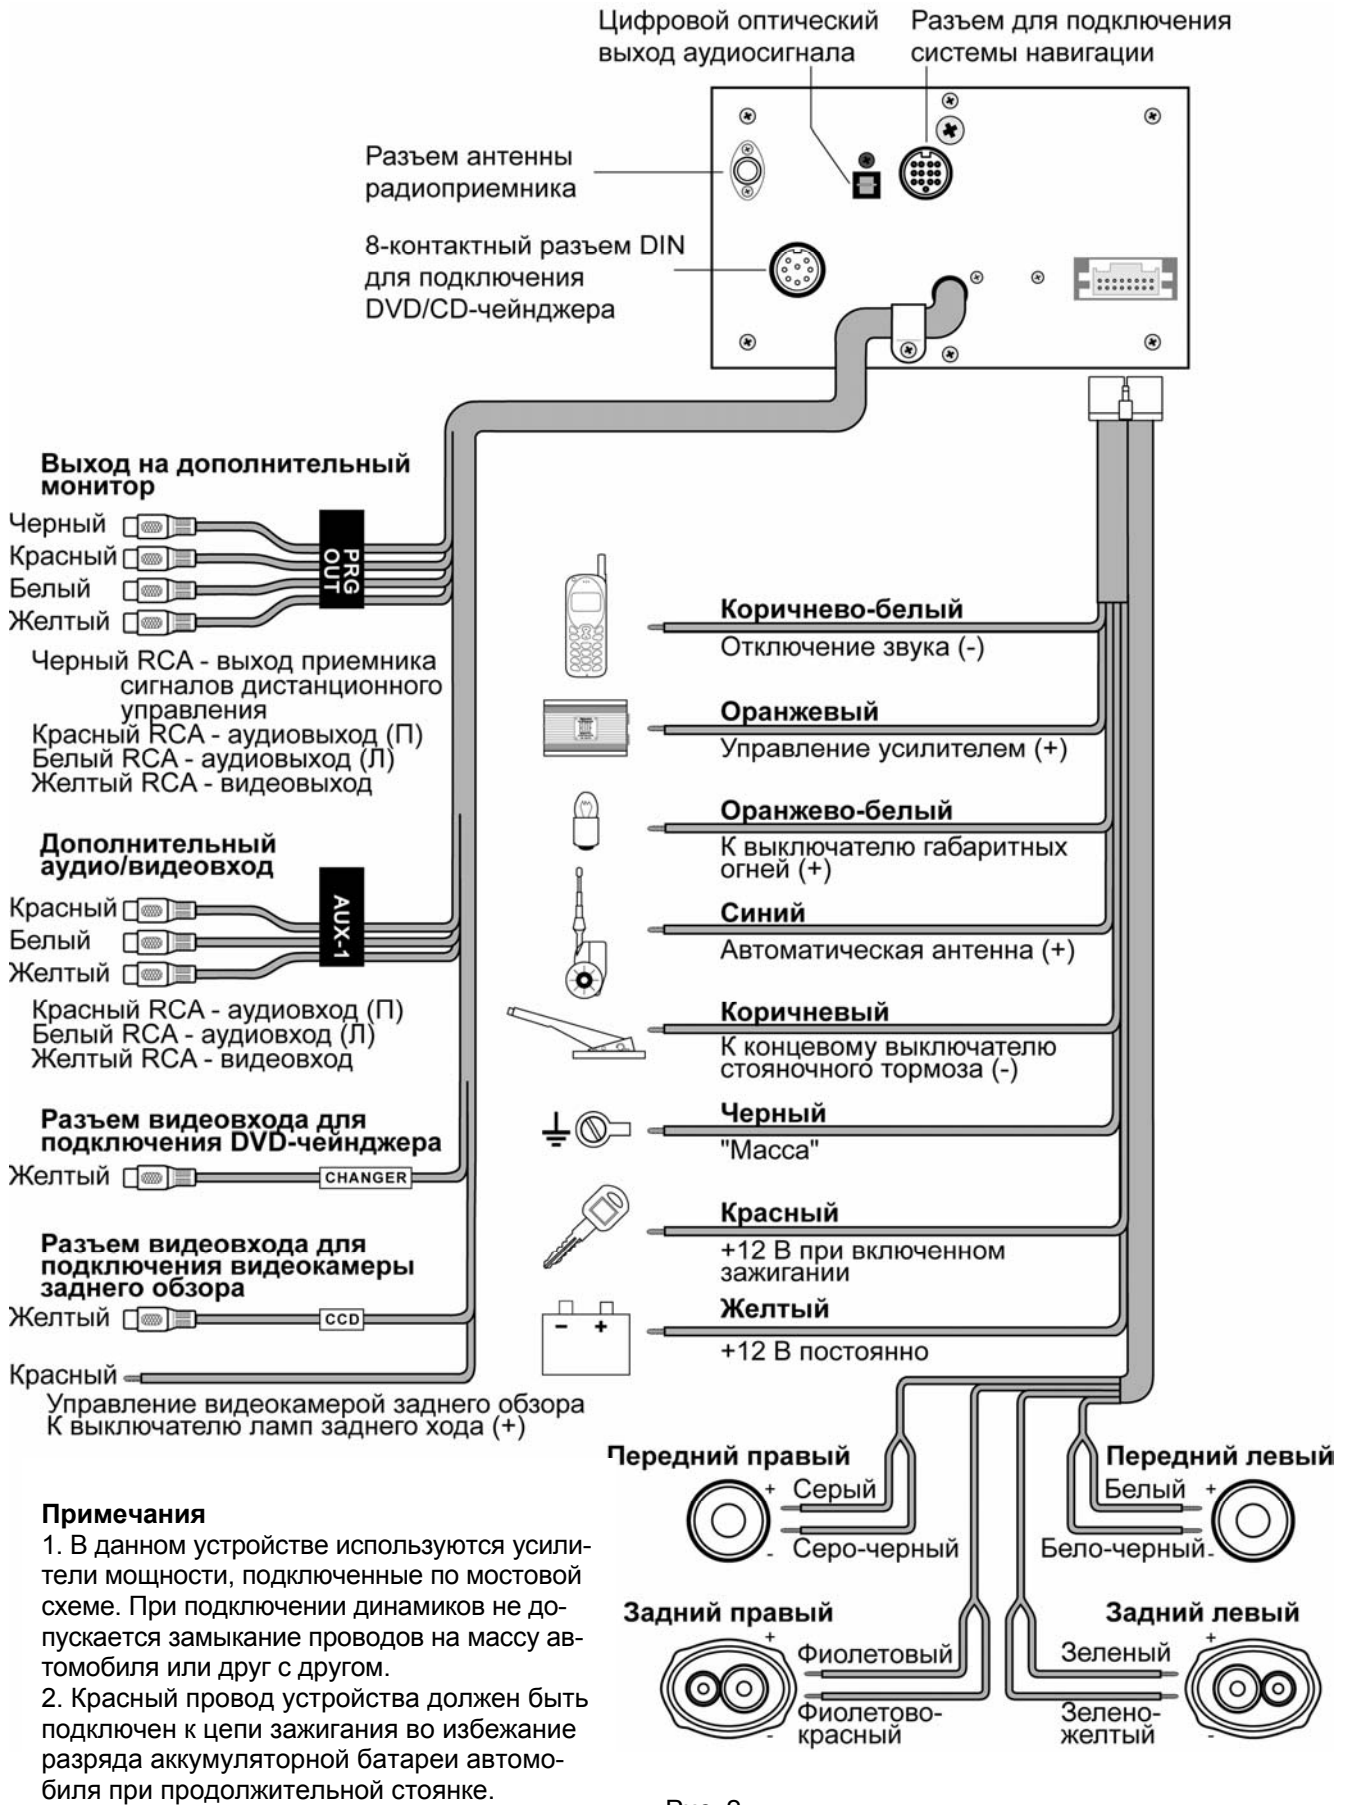 Цифровой оптический
выход аудиосигнала
Разъем для подключения
системы навигации
Разъем антенны
радиоприемника
8-контактный разъем DIN
для подключения
DVD/CD-чейнджера
Выход на дополнительный
монитор
Черный
Красный
Белый
Желтый
PRG
OUT
Черный RCA - выход приемника
сигналов дистанционного
управления
Красный RCA - аудиовыход (П)
Белый RCA - аудиовыход (Л)
Желтый RCA - видеовыход
Дополнительный
аудио/видеовход
Красный
Белый
Желтый
AUX-1
Красный RCA - аудиовход (П)
Белый RCA - аудиовход (Л)
Желтый RCA - видеовход
Разъем видеовхода для
подключения DVD-чейнджера
Желтый
CHANGER
Разъем видеовхода для
подключения видеокамеры
заднего обзора
Желтый
CCD
Красный
Управление видеокамерой заднего обзора
К выключателю ламп заднего хода (+)
Коричнево-белый
Отключение звука (-)
Оранжевый
Управление усилителем (+)
Оранжево-белый
К выключателю габаритных
огней (+)
Синий
Автоматическая антенна (+)
Коричневый
К концевому выключателю
стояночного тормоза (-)
Черный
"Масса"
Красный
+12 В при включенном
зажигании
Желтый
+12 В постоянно
- +
Передний правый
+ Серый
- Серо-черный
Передний левый
Белый +
Бело-черный -
Задний правый
+
Фиолетовый
Фиолетово-
красный
-
Задний левый
+
Зеленый
Зелено-
желтый
-
Примечания
1. В данном устройстве используются усили-
тели мощности, подключенные по мостовой
схеме. При подключении динамиков не до-
пускается замыкание проводов на массу ав-
томобиля или друг с другом.
2. Красный провод устройства должен быть
подключен к цепи зажигания во избежание
разряда аккумуляторной батареи автомо-
биля при продолжительной стоянке.